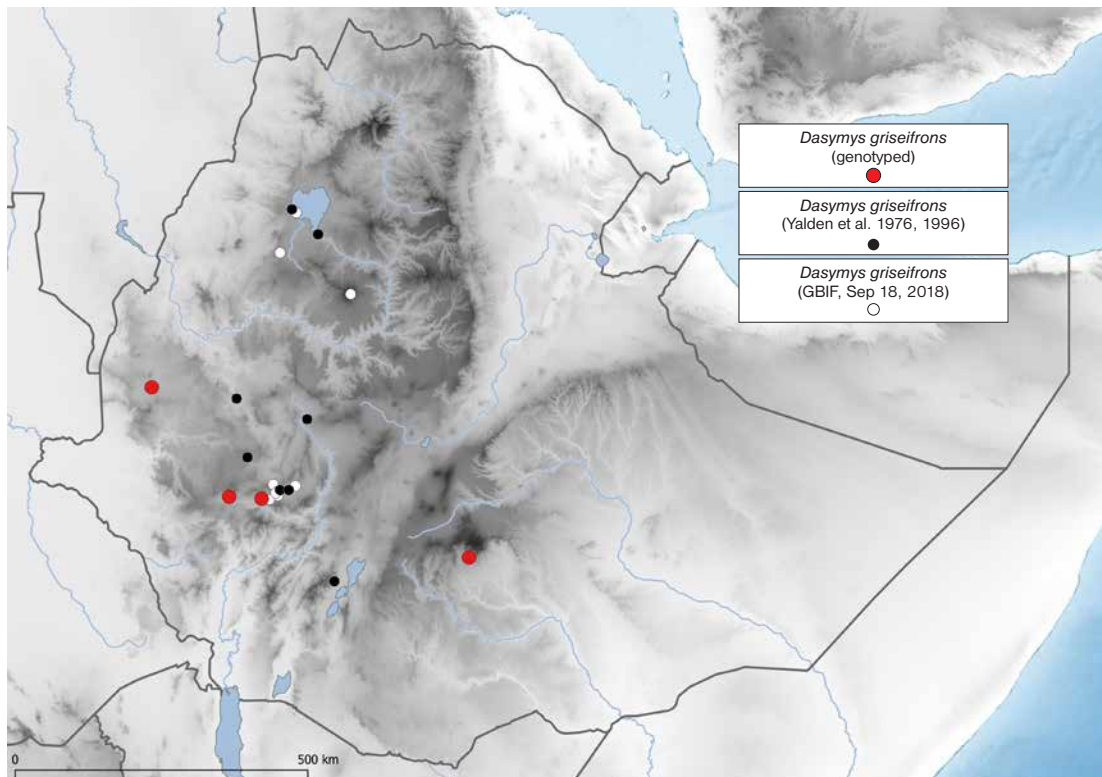 Dasymys griseifrons
(genotyped)
Dasymys griseifrons
(Yalden et al. 1976, 1996)
Dasymys griseifrons
(GBIF, Sep 18, 2018)
0 500 km